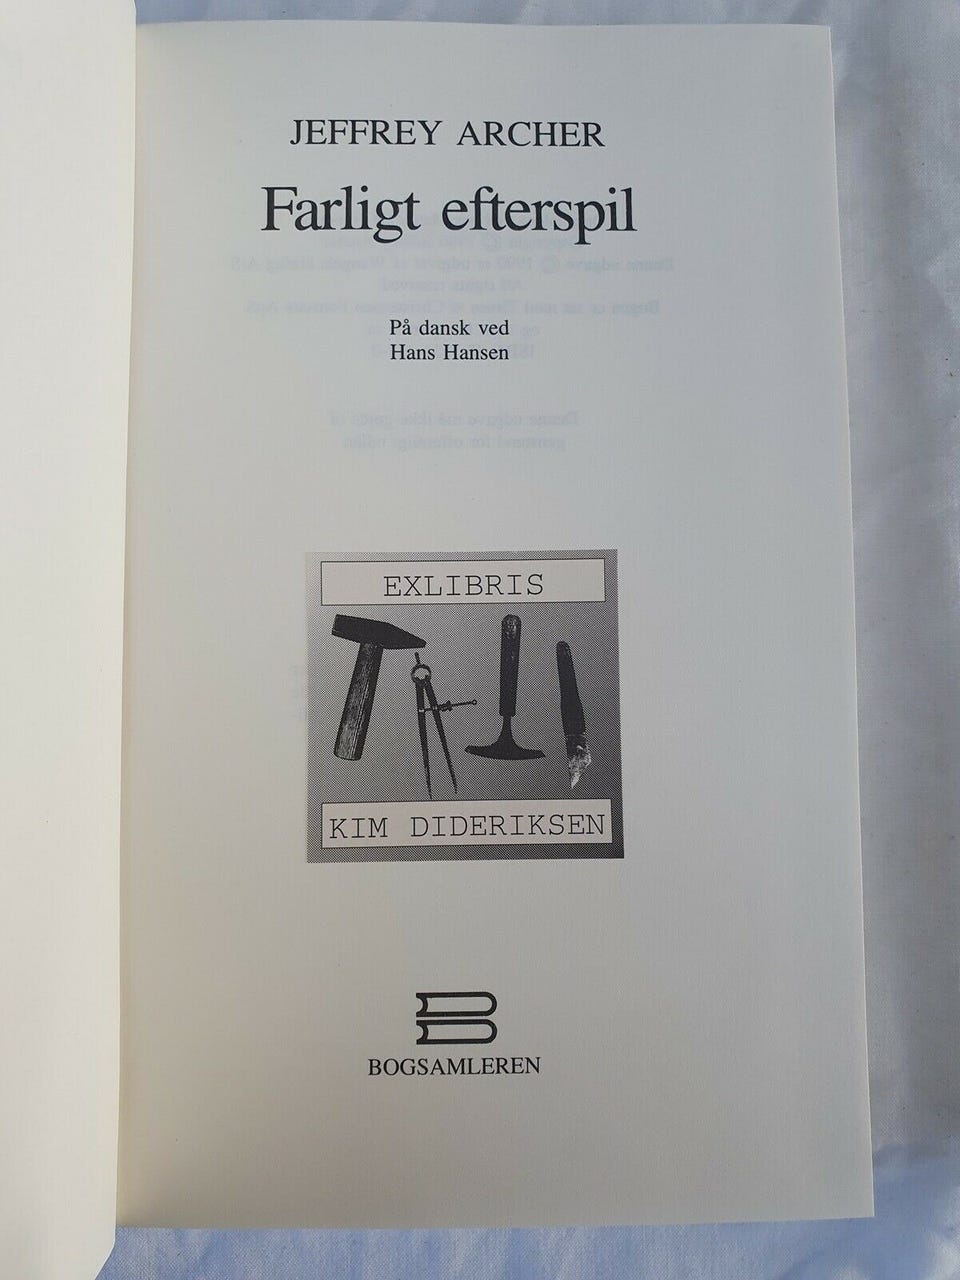 JEFFREY ARCHER
Farligt efterspil
På dansk ved
Hans Hansen
EXLIBRIS
KIM DIDERIKSEN
BOGSAMLEREN